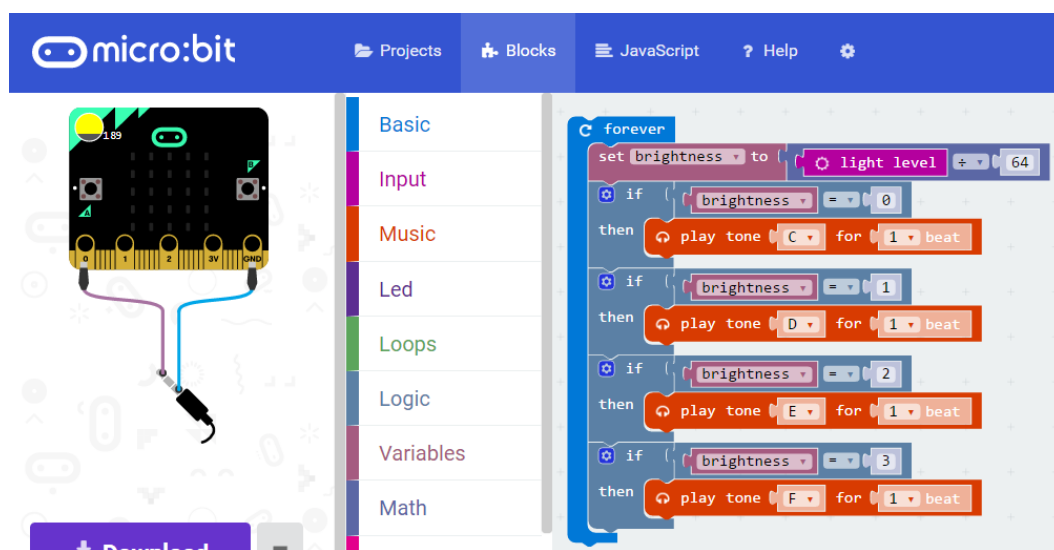 micro:bit
Projects
Blocks
JavaScript
? Help
189
B
A
0 1 2 3V GND
Basic
Input
Music
Led
Loops
Logic
Variables
Math
Download
forever
set brightness to light level ÷ 64
if brightness = 0
then play tone C for 1 beat
if brightness = 1
then play tone D for 1 beat
if brightness = 2
then play tone E for 1 beat
if brightness = 3
then play tone F for 1 beat